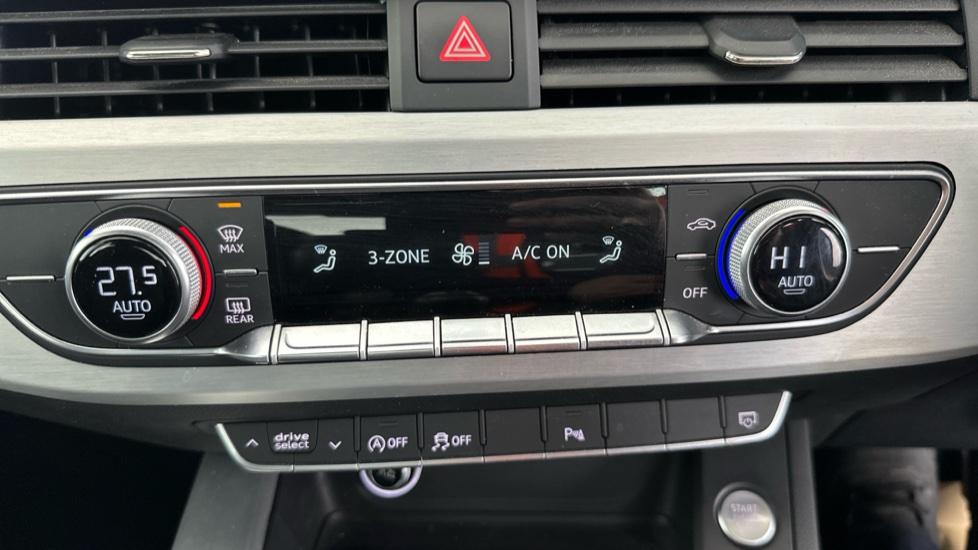 MAX
27.5
AUTO
3-ZONE
A/C ON
HI
AUTO
OFF
REAR
drive
select
A OFF
OFF
P
START